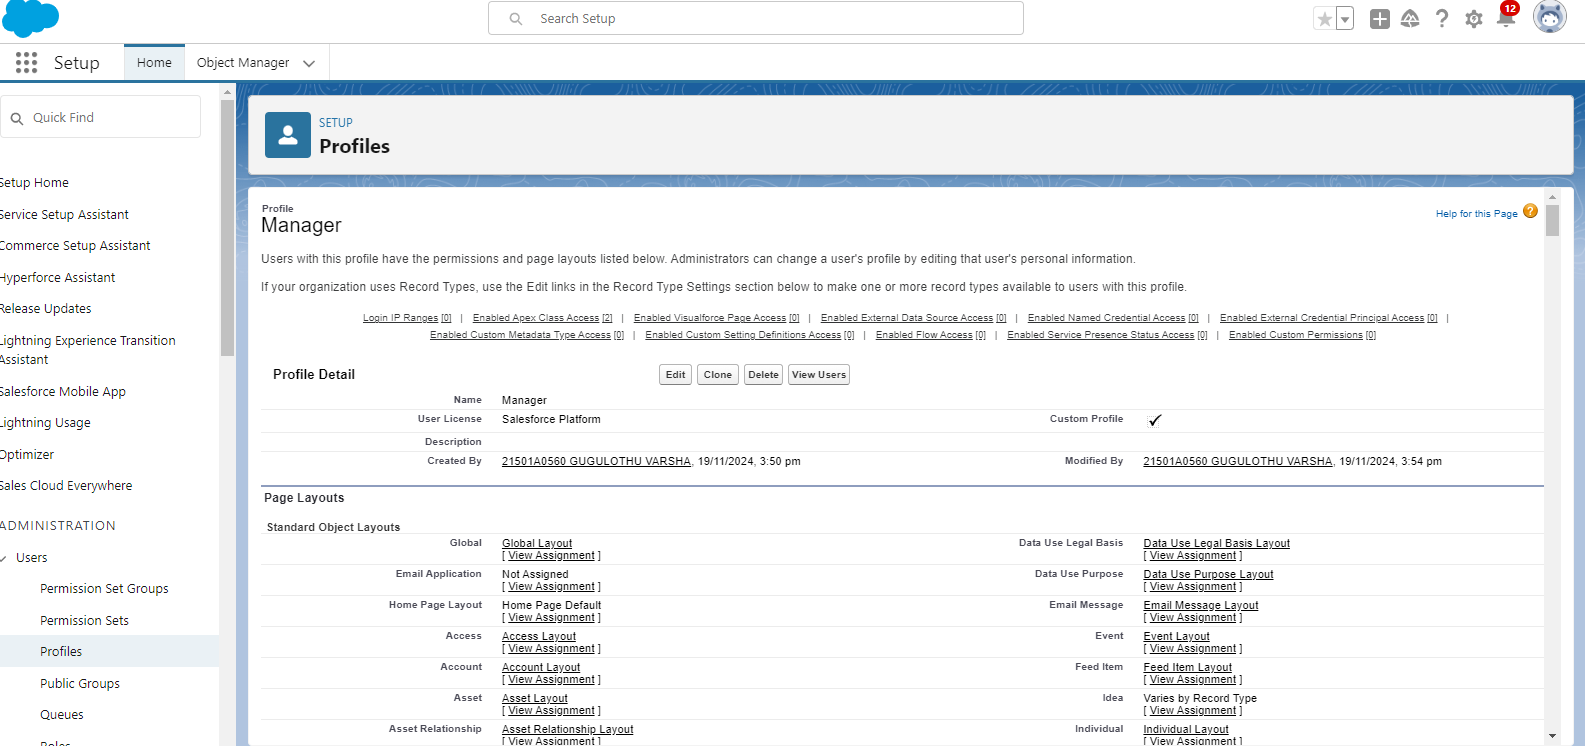 Search Setup
12
Setup Home Object Manager
Quick Find
SETUP
Profiles
Setup Home
Service Setup Assistant
Commerce Setup Assistant
Hyperforce Assistant
Release Updates
Lightning Experience Transition
Assistant
Salesforce Mobile App
Lightning Usage
Optimizer
Sales Cloud Everywhere
ADMINISTRATION
Users
Permission Set Groups
Permission Sets
Profiles
Public Groups
Queues
Roles
Profile
Manager
Help for this Page ?
Users with this profile have the permissions and page layouts listed below. Administrators can change a user's profile by editing that user's personal information.
If your organization uses Record Types, use the Edit links in the Record Type Settings section below to make one or more record types available to users with this profile.
Login IP Ranges [0] | Enabled Apex Class Access [2] | Enabled Visualforce Page Access [0] | Enabled External Data Source Access [0] | Enabled Named Credential Access [0] | Enabled External Credential Principal Access [0] |
Enabled Custom Metadata Type Access [0] | Enabled Custom Setting Definitions Access [0] | Enabled Flow Access [0] | Enabled Service Presence Status Access [0] | Enabled Custom Permissions [0]
Profile Detail Edit Clone Delete View Users
Name Manager
User License Salesforce Platform Custom Profile
Description
Created By 21501A0560 GUGULOTHU VARSHA, 19/11/2024, 3:50 pm Modified By 21501A0560 GUGULOTHU VARSHA, 19/11/2024, 3:54 pm
Page Layouts
Standard Object Layouts
Global Global Layout Data Use Legal Basis Data Use Legal Basis Layout
[ View Assignment ] [ View Assignment ]
Email Application Not Assigned Data Use Purpose Data Use Purpose Layout
[ View Assignment ] [ View Assignment ]
Home Page Layout Home Page Default Email Message Email Message Layout
[ View Assignment ] [ View Assignment ]
Access Access Layout Event Event Layout
[ View Assignment ] [ View Assignment ]
Account Account Layout Feed Item Feed Item Layout
[ View Assignment ] [ View Assignment ]
Asset Asset Layout Idea Varies by Record Type
[ View Assignment ] [ View Assignment ]
Asset Relationship Asset Relationship Layout Individual Individual Layout
[ View Assignment ] [ View Assignment ]